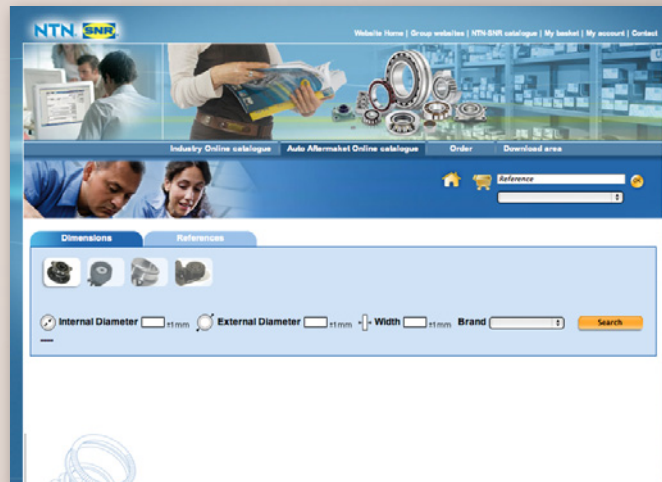 NTN. SNR
Website Home | Group websites | NTN-SNR catalogue | My basket | My account | Contact
Industry Online catalogue | Auto Aftermaket Online catalogue | Order | Download area
Reference
ok
Dimensions
References
Internal Diameter ±1mm External Diameter ±1mm Width ±1mm Brand Search